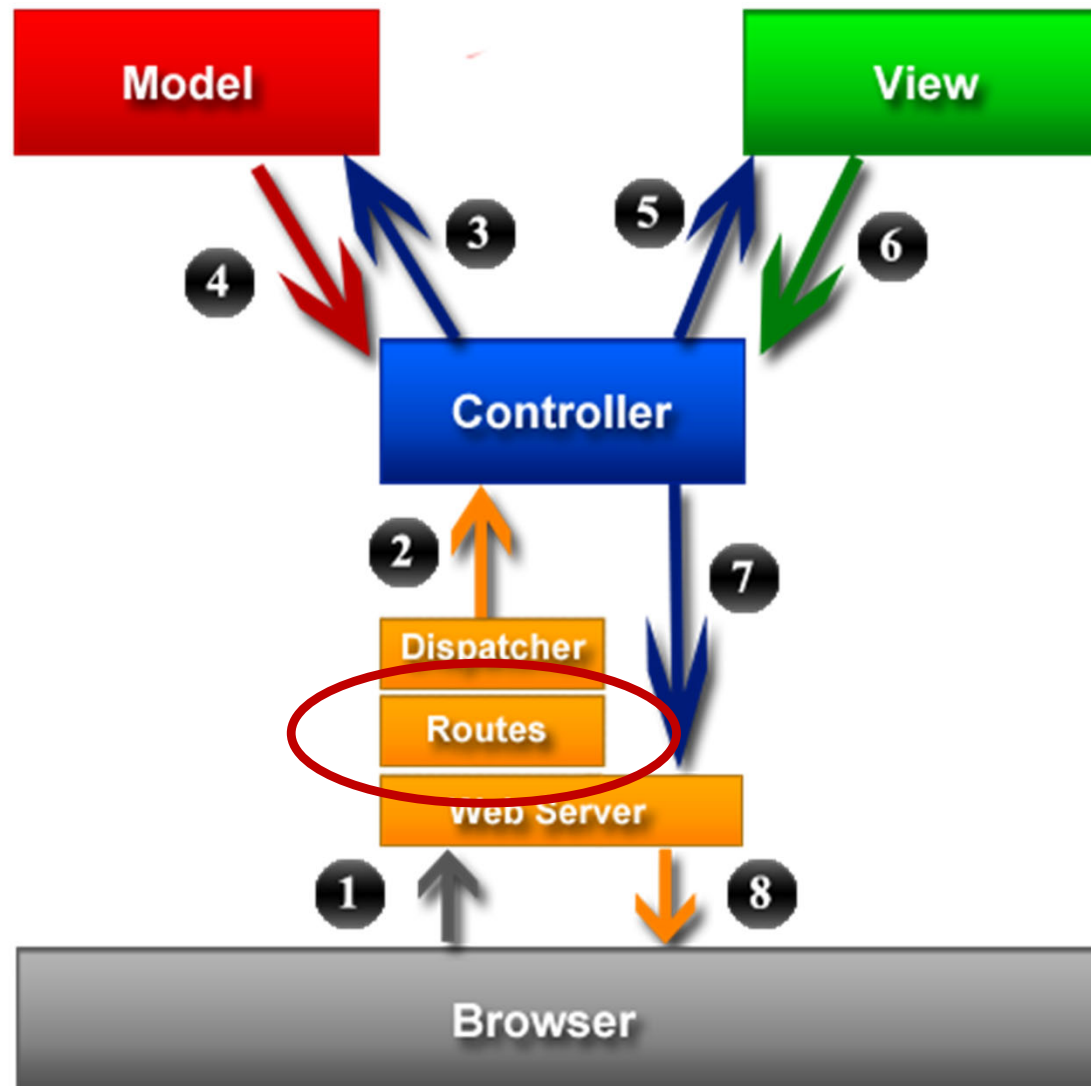 Model
View
3
5
4
6
Controller
2
7
Dispatcher
Routes
Web Server
1
8
Browser